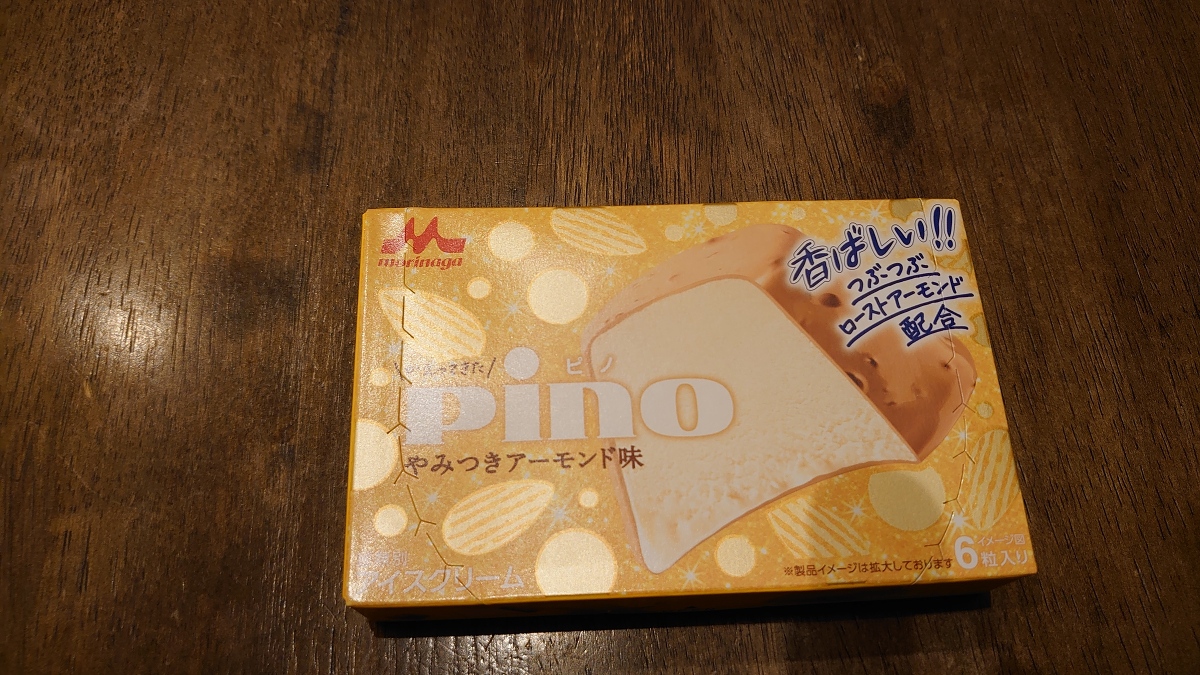 morinaga
香ばしい!!
つぶつぶ
ローストアーモンド
配合
ピノ
pino
やみつきアーモンド味
アイスクリーム
※製品イメージは拡大しております
イメージ図
6粒入り